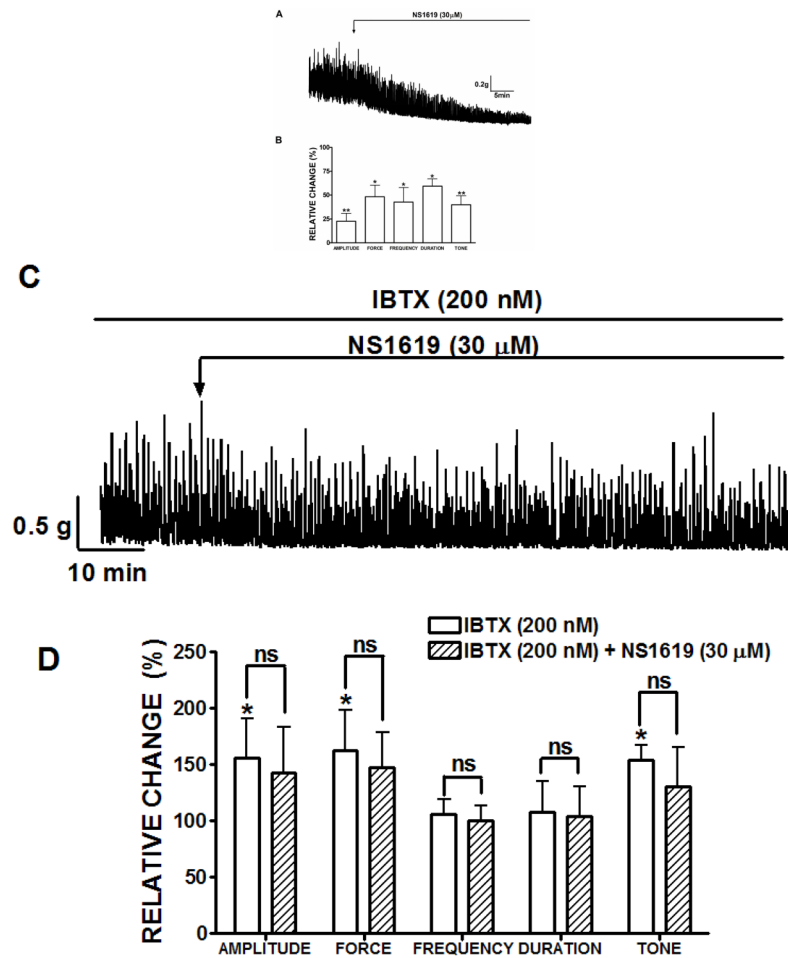 A
NS1619 (30μM)
0.2g
5min
B
RELATIVE CHANGE (%)
100
75
50
25
0
**
*
*
*
**
AMPLITUDE FORCE FREQUENCY DURATION TONE
C
IBTX (200 nM)
NS1619 (30 μM)
0.5 g
10 min
D
IBTX (200 nM)
IBTX (200 nM) + NS1619 (30 μM)
RELATIVE CHANGE (%)
250
200
150
100
50
0
ns
ns
ns
ns
ns
*
*
*
AMPLITUDE FORCE FREQUENCY DURATION TONE